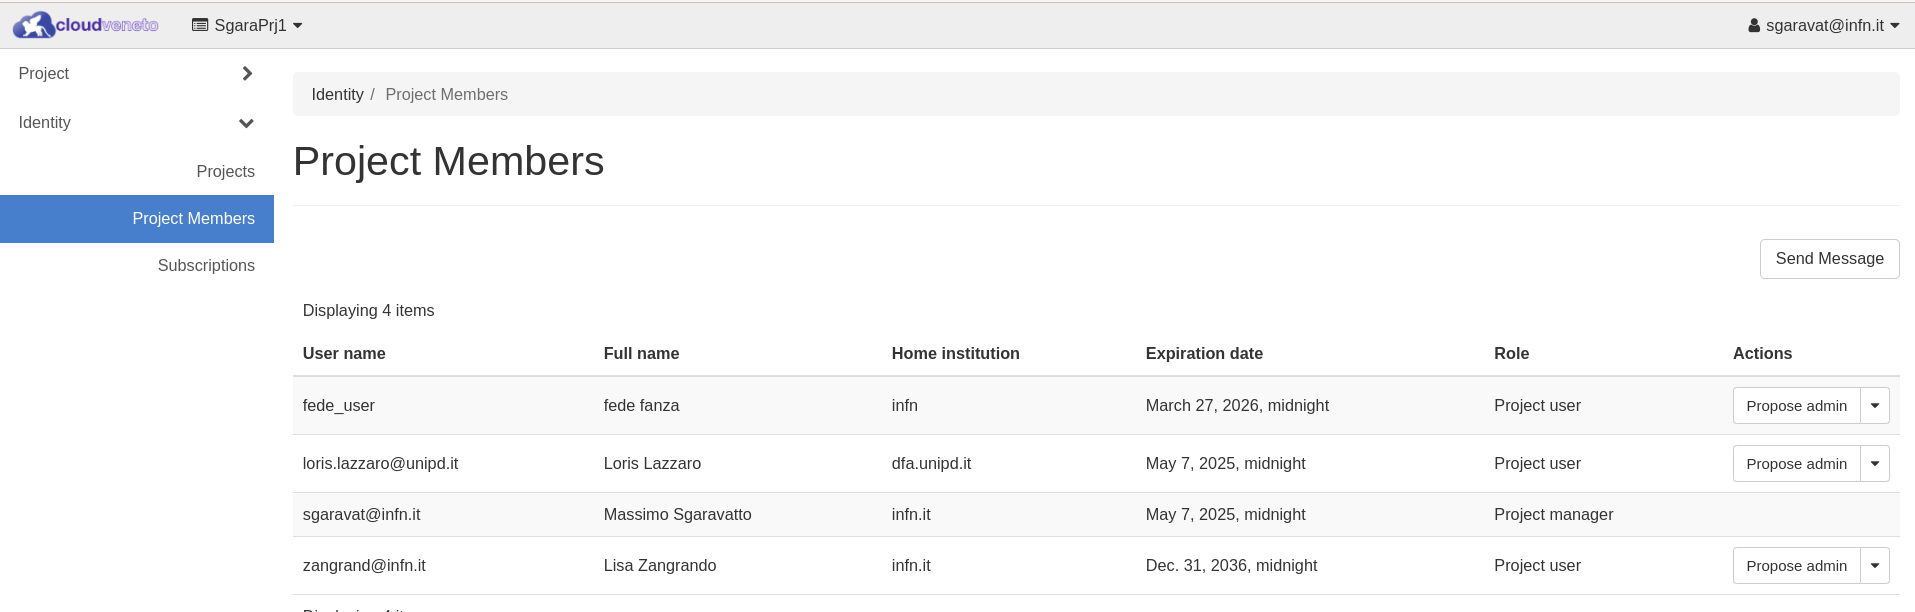 cloudveneto SgaraPrj1 sgaravat@infn.it
Project
Identity
Projects
Project Members
Subscriptions
Identity / Project Members
Project Members
Send Message
Displaying 4 items
User name Full name Home institution Expiration date Role Actions
fede_user fede fanza infn March 27, 2026, midnight Project user Propose admin
loris.lazzaro@unipd.it Loris Lazzaro dfa.unipd.it May 7, 2025, midnight Project user Propose admin
sgaravat@infn.it Massimo Sgaravatto infn.it May 7, 2025, midnight Project manager
zangrand@infn.it Lisa Zangrando infn.it Dec. 31, 2036, midnight Project user Propose admin